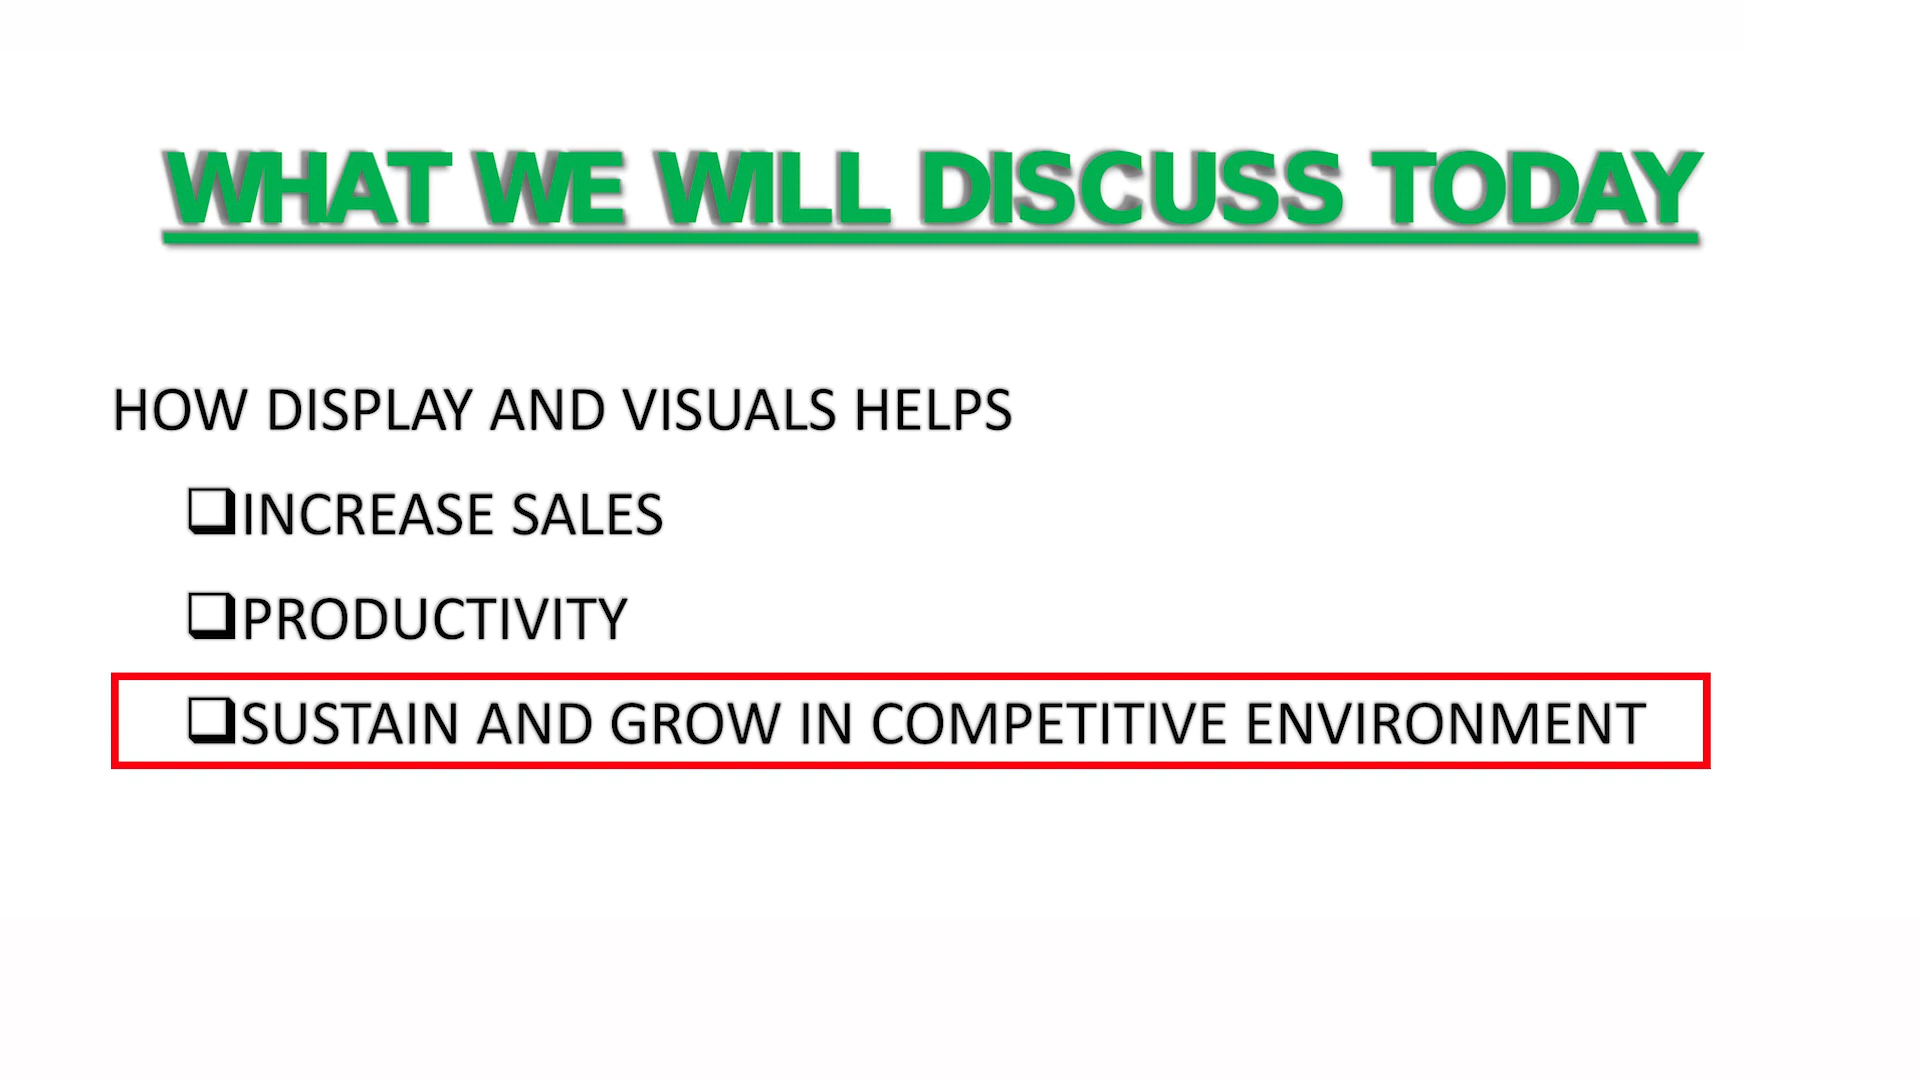 WHAT WE WILL DISCUSS TODAY
HOW DISPLAY AND VISUALS HELPS
❑INCREASE SALES
❑PRODUCTIVITY
❑SUSTAIN AND GROW IN COMPETITIVE ENVIRONMENT